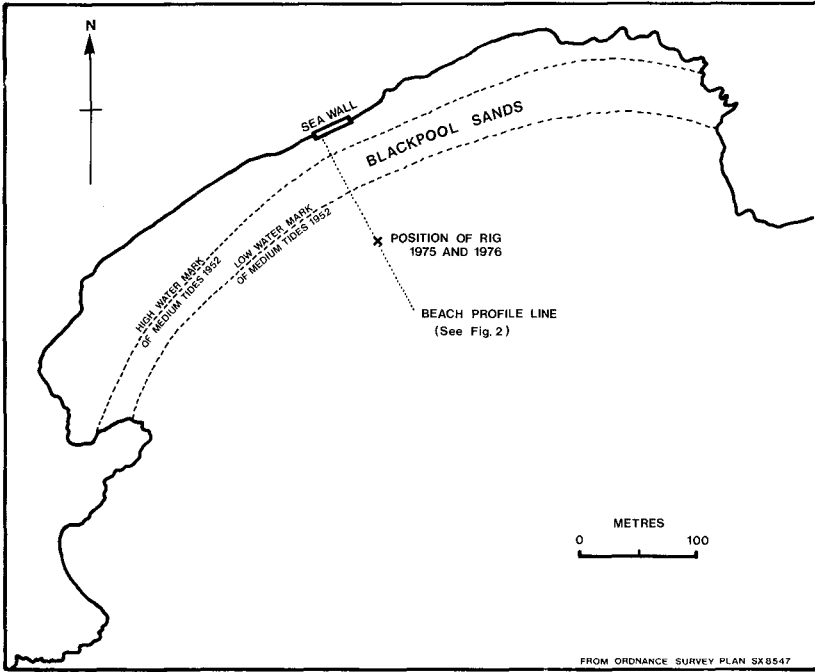 N
SEA WALL
BLACKPOOL SANDS
HIGH WATER MARK
OF MEDIUM TIDES 1952
LOW WATER MARK
OF MEDIUM TIDES 1952
POSITION OF RIG
1975 AND 1976
BEACH PROFILE LINE
(See Fig. 2)
METRES
0 100
FROM ORDNANCE SURVEY PLAN SX8547